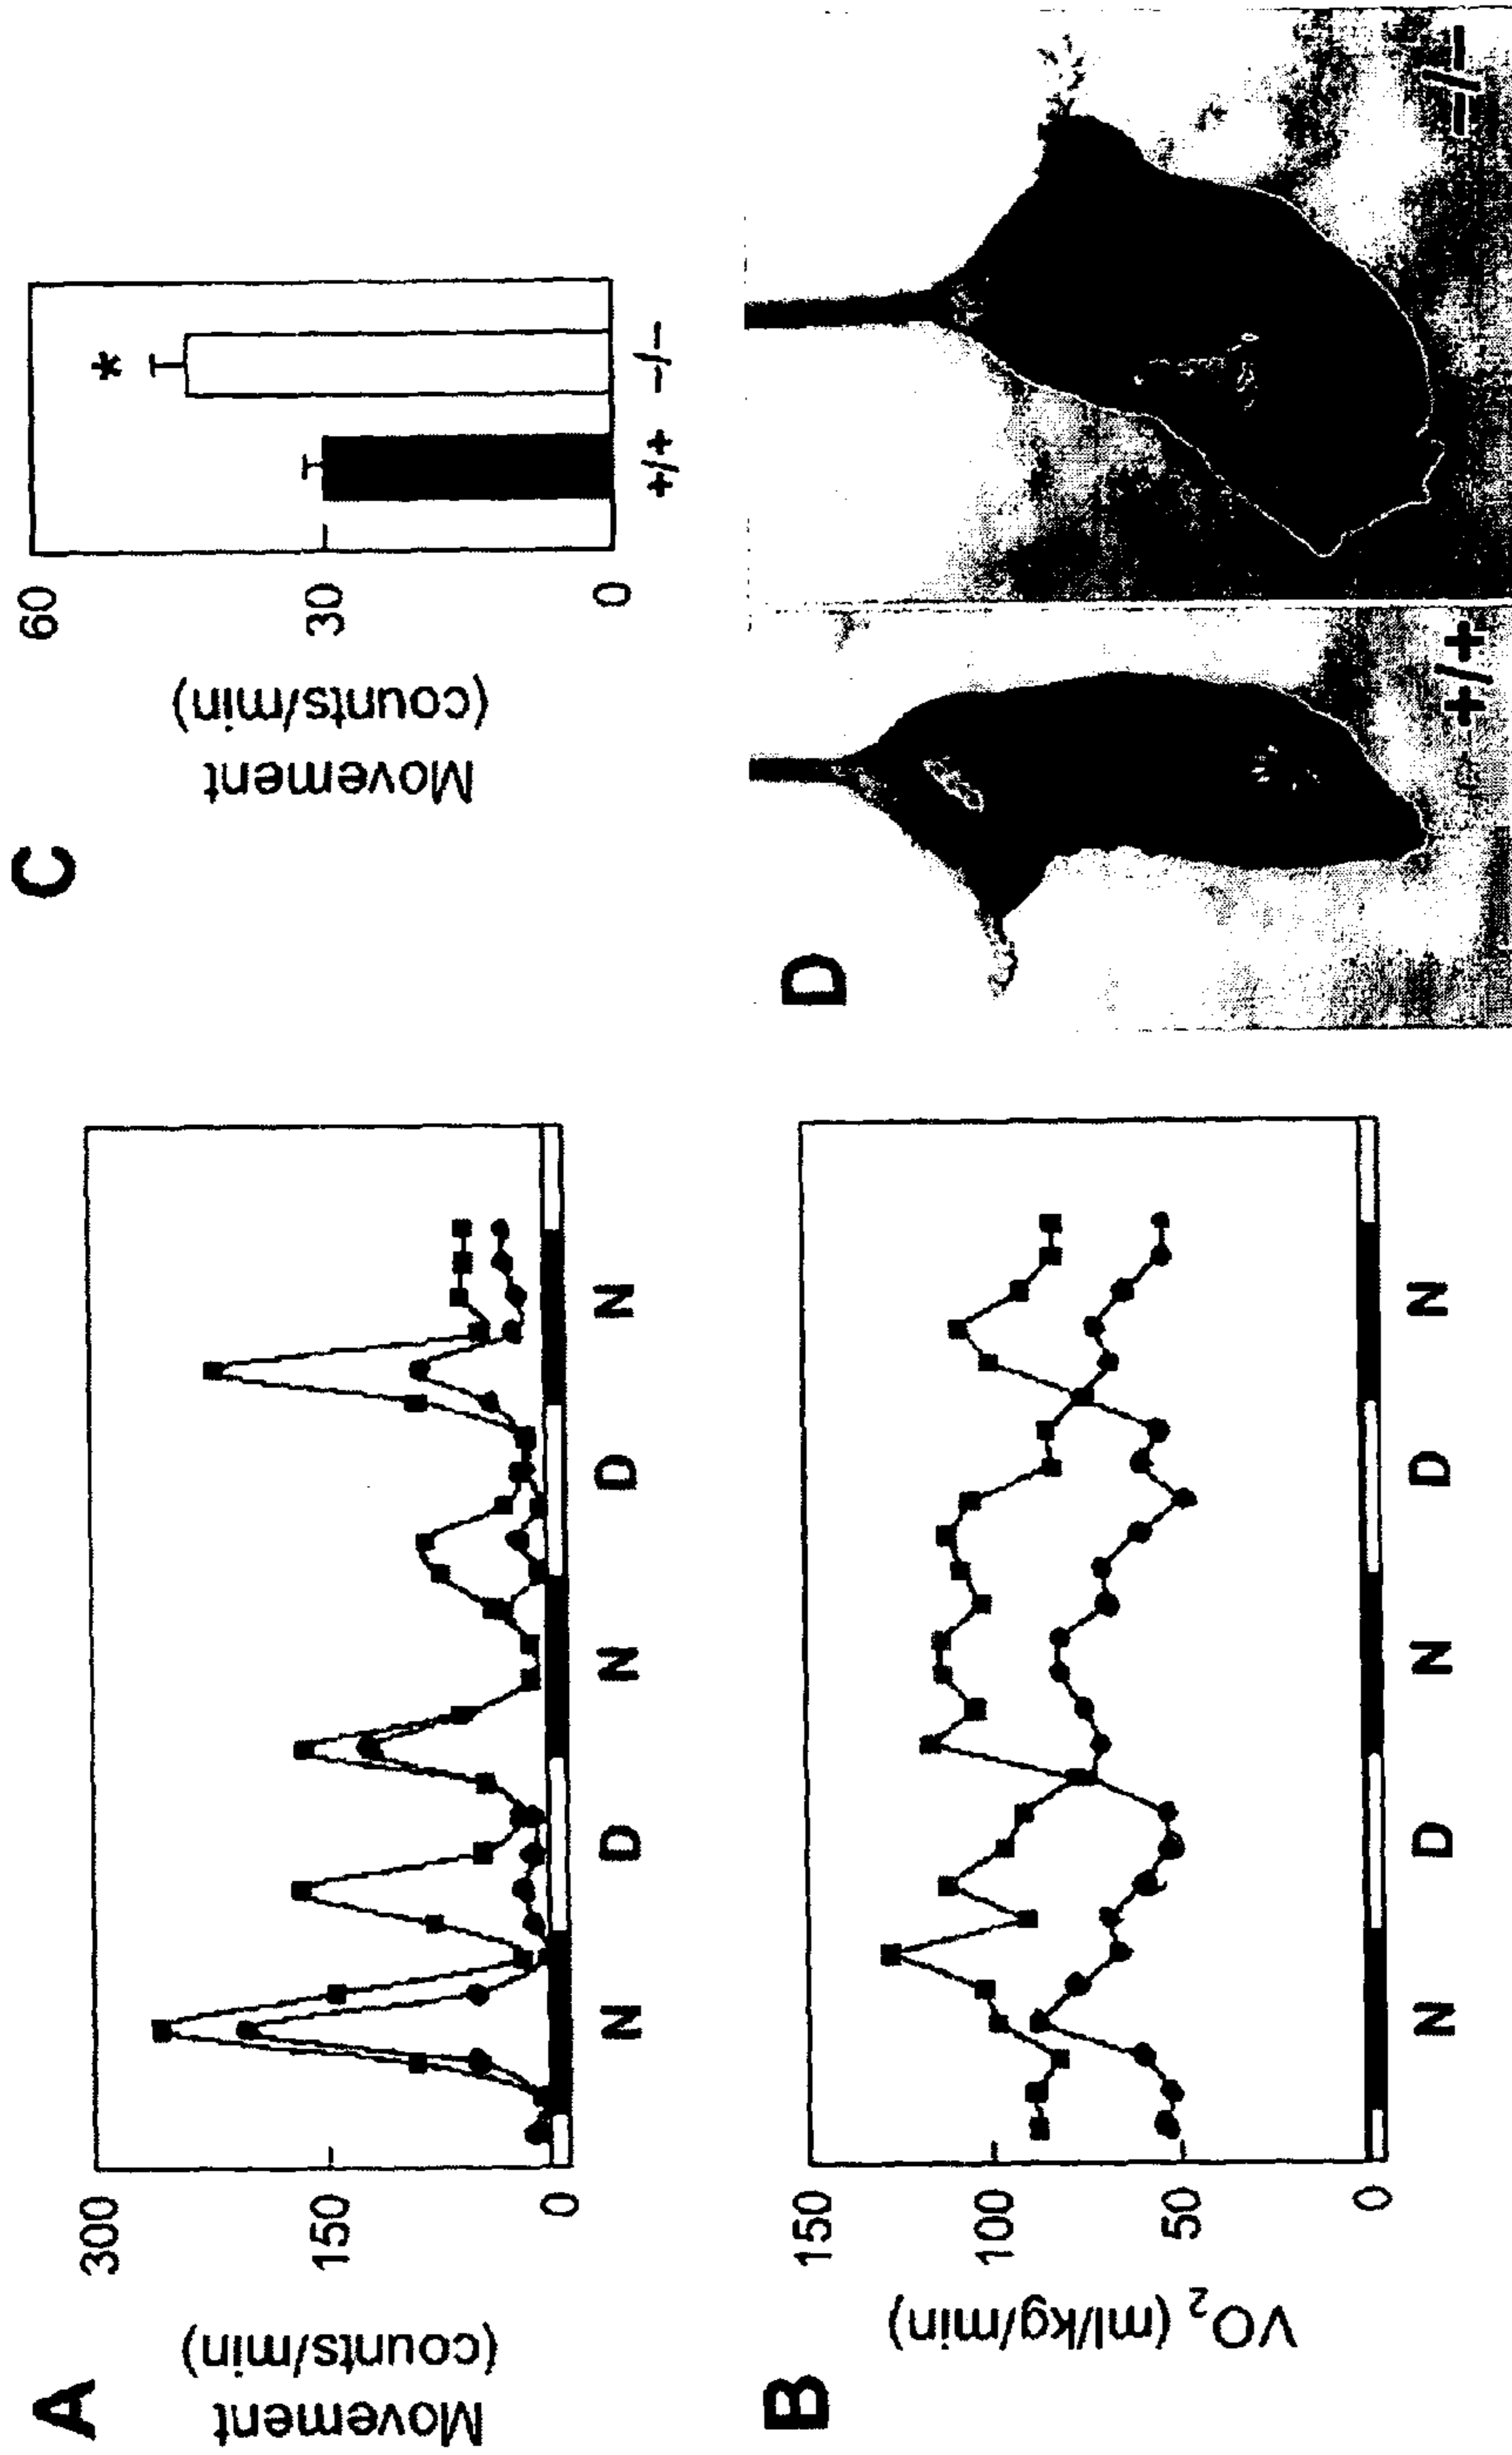 A
Movement
(counts/min)
300
150
0
N
D
N
D
N
B
VO₂ (ml/kg/min)
150
100
50
0
N
D
N
D
N
C
Movement
(counts/min)
60
30
0
+/+
−/−
*
D
+/+
−/−